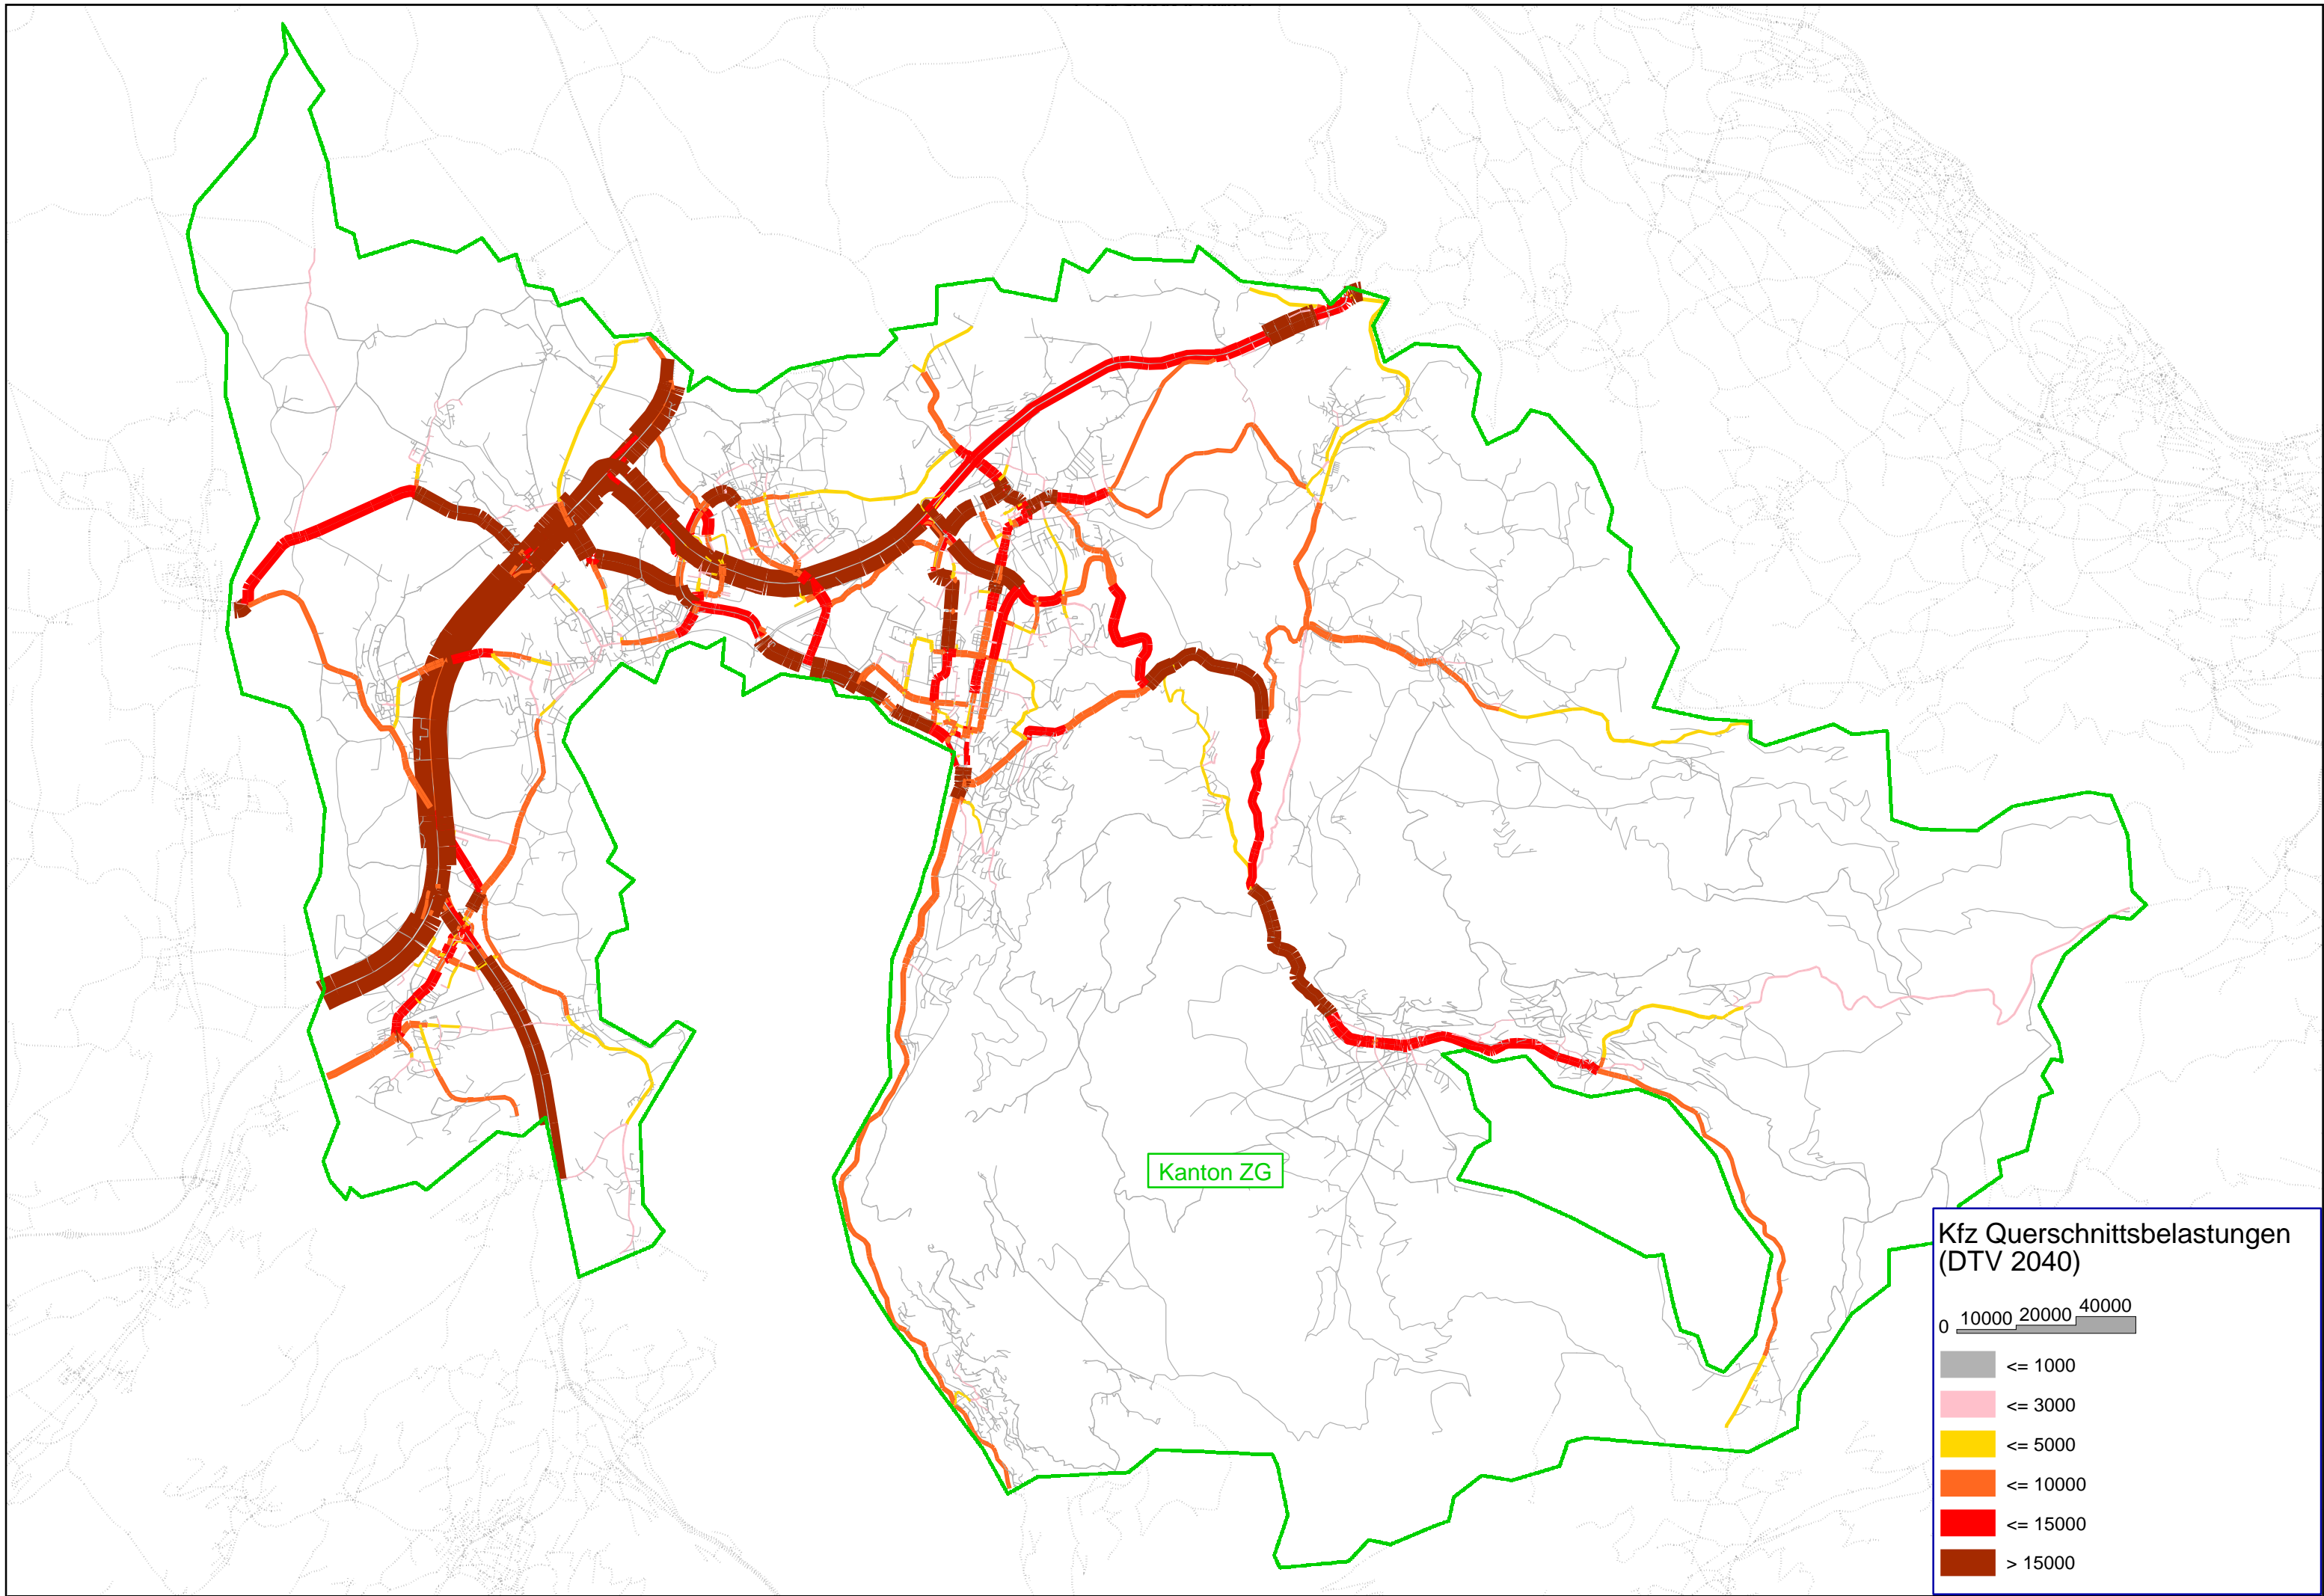 Kanton ZG
Kfz Querschnittsbelastungen
(DTV 2040)
0 10000 20000 40000
<= 1000
<= 3000
<= 5000
<= 10000
<= 15000
> 15000